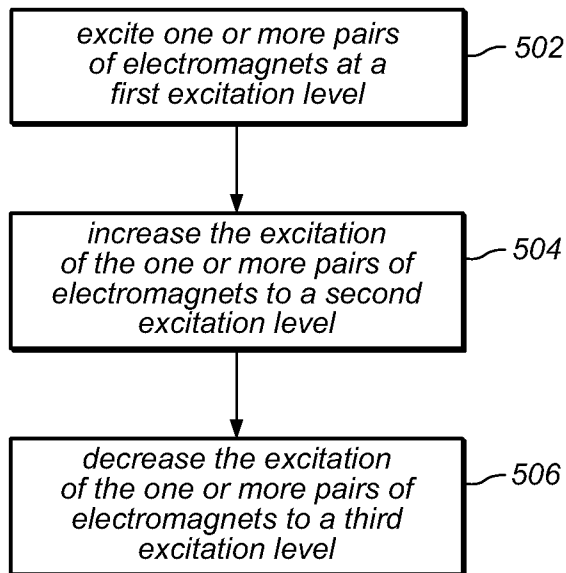 excite one or more pairs
of electromagnets at a
first excitation level
502
increase the excitation
of the one or more pairs of
electromagnets to a second
excitation level
504
decrease the excitation
of the one or more pairs of
electromagnets to a third
excitation level
506